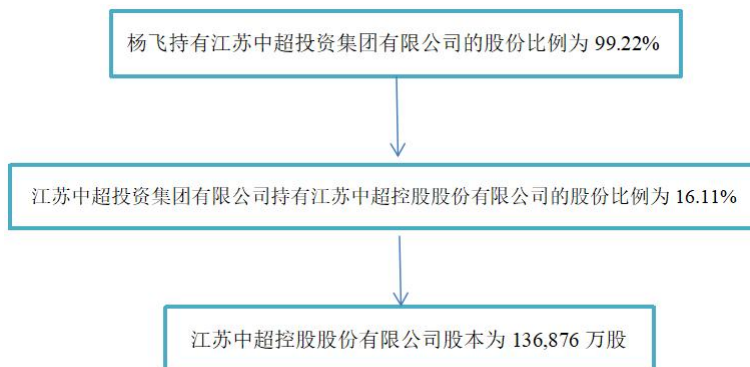 杨飞持有江苏中超投资集团有限公司的股份比例为 99.22%
江苏中超投资集团有限公司持有江苏中超控股股份有限公司的股份比例为 16.11%
江苏中超控股股份有限公司股本为 136,876 万股